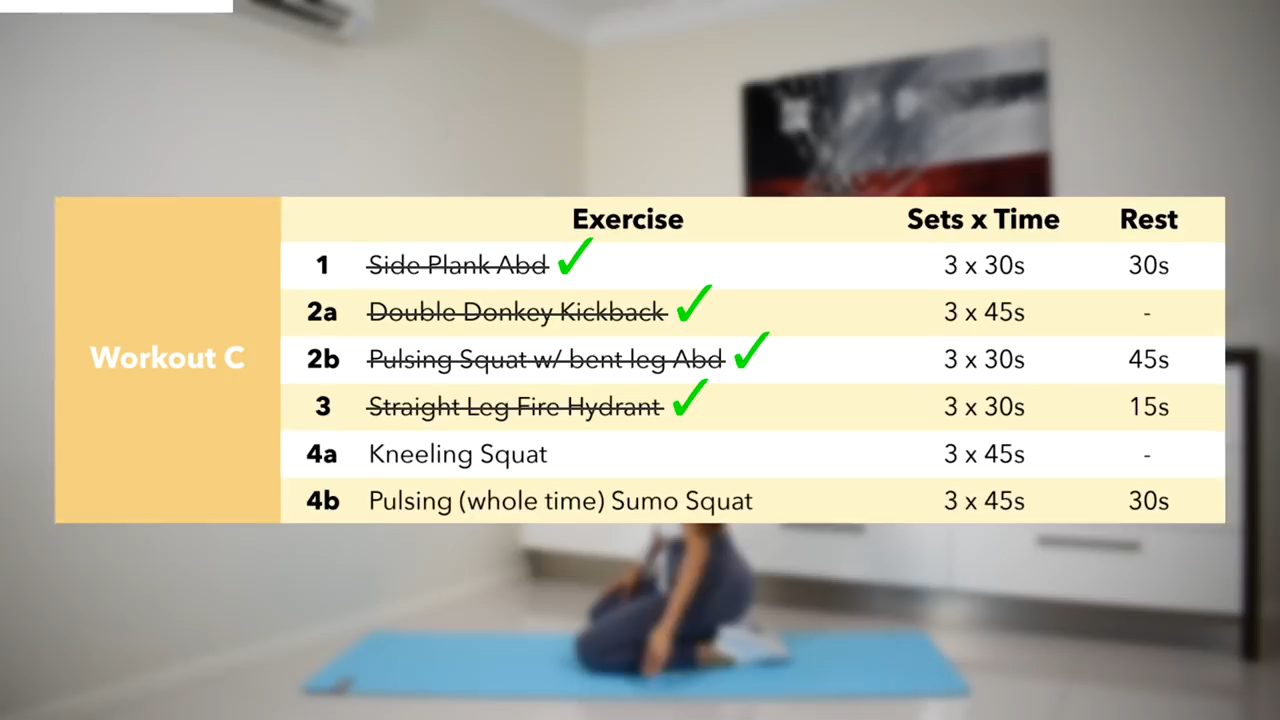 Exercise Sets x Time Rest
1 Side Plank Abd 3 x 30s 30s
2a Double Donkey Kickback 3 x 45s -
Workout C
2b Pulsing Squat w/ bent leg Abd 3 x 30s 45s
3 Straight Leg Fire Hydrant 3 x 30s 15s
4a Kneeling Squat 3 x 45s -
4b Pulsing (whole time) Sumo Squat 3 x 45s 30s